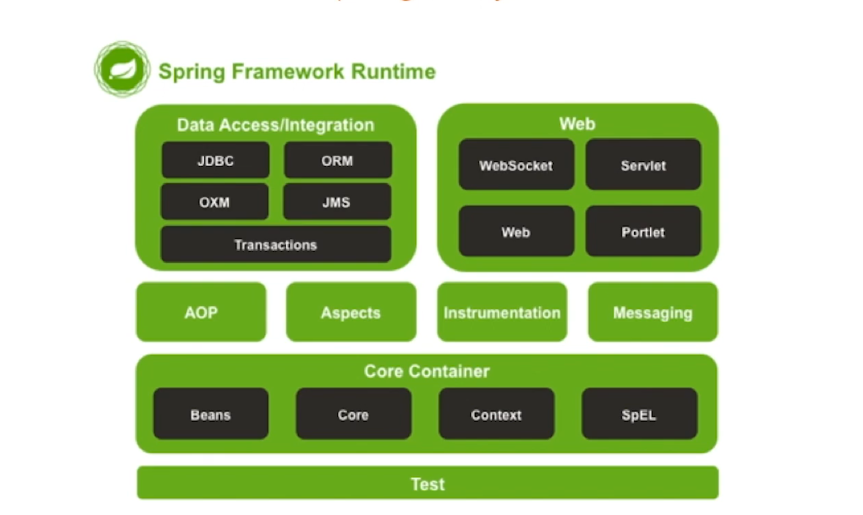 Spring Framework Runtime
Data Access/Integration
JDBC
ORM
OXM
JMS
Transactions
Web
WebSocket
Servlet
Web
Portlet
AOP
Aspects
Instrumentation
Messaging
Core Container
Beans
Core
Context
SpEL
Test